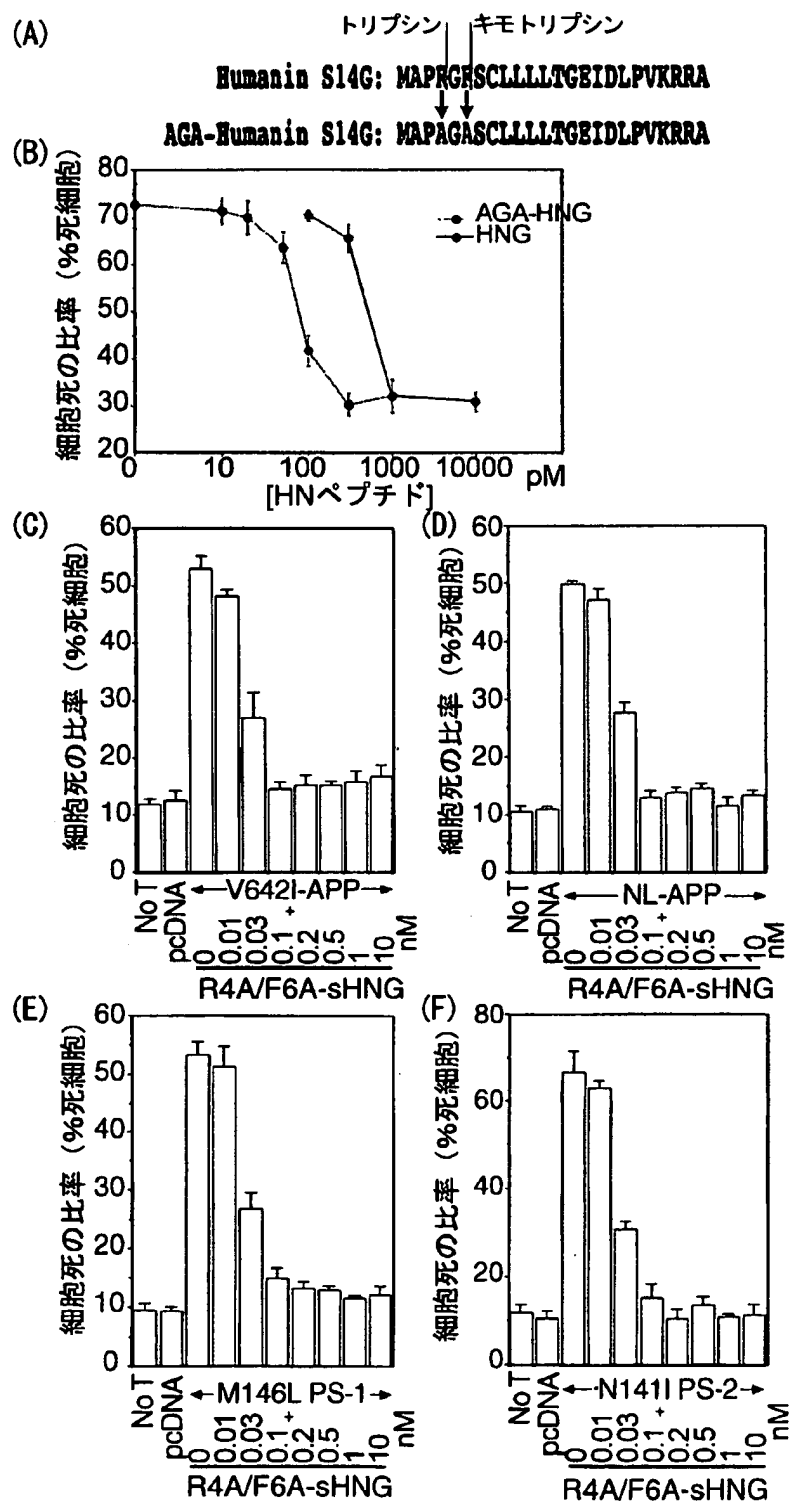 (A)
トリプシン キモトリプシン
Humanin S14G: MAPRGFSCLLLLTGEIDLPVKRRA
AGA-Humanin S14G: MAPAGASCLLLLTGEIDLPVKRRA
(B)
細胞死の比率 (%死細胞)
80
70
60
50
40
30
20
AGA-HNG
HNG
0 10 100 1000 10000 pM
[HNペプチド]
(C)
細胞死の比率 (%死細胞)
60
50
40
30
20
10
0
No T
pcDNA
V642I-APP
+
0 0.01 0.03 0.1 0.2 0.5 1 10 nM
R4A/F6A-sHNG
(D)
細胞死の比率 (%死細胞)
60
50
40
30
20
10
0
No T
pcDNA
NL-APP
+
0 0.01 0.03 0.1 0.2 0.5 1 10 nM
R4A/F6A-sHNG
(E)
細胞死の比率 (%死細胞)
60
50
40
30
20
10
0
No T
pcDNA
M146L PS-1
+
0 0.01 0.03 0.1 0.2 0.5 1 10 nM
R4A/F6A-sHNG
(F)
細胞死の比率 (%死細胞)
80
60
40
20
0
No T
pcDNA
N141I PS-2
+
0 0.01 0.03 0.1 0.2 0.5 1 10 nM
R4A/F6A-sHNG